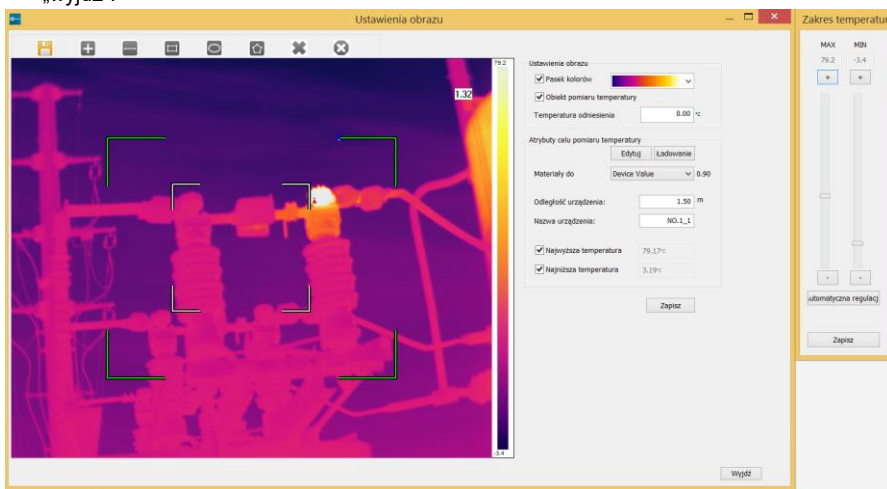 „wyjdź”.
Ustawienia obrazu
79.2
1.32
-3.4
Ustawienia obrazu
Pasek kolorów
Obiekt pomiaru temperatury
Temperatura odniesienia 0.00 °C
Atrybuty celu pomiaru temperatury
Edytuj Ładowanie
Materiały do Device Value 0.90
Odległość urządzenia: 1.50 m
Nazwa urządzenia: NO.1_1
Najwyższa temperatura 79.17°C
Najniższa temperatura 3.19°C
Zapisz
Wyjdź
Zakres temperatur
MAX MIN
79.2 -3.4
+ +
- -
utomatyczna regulacj
Zapisz